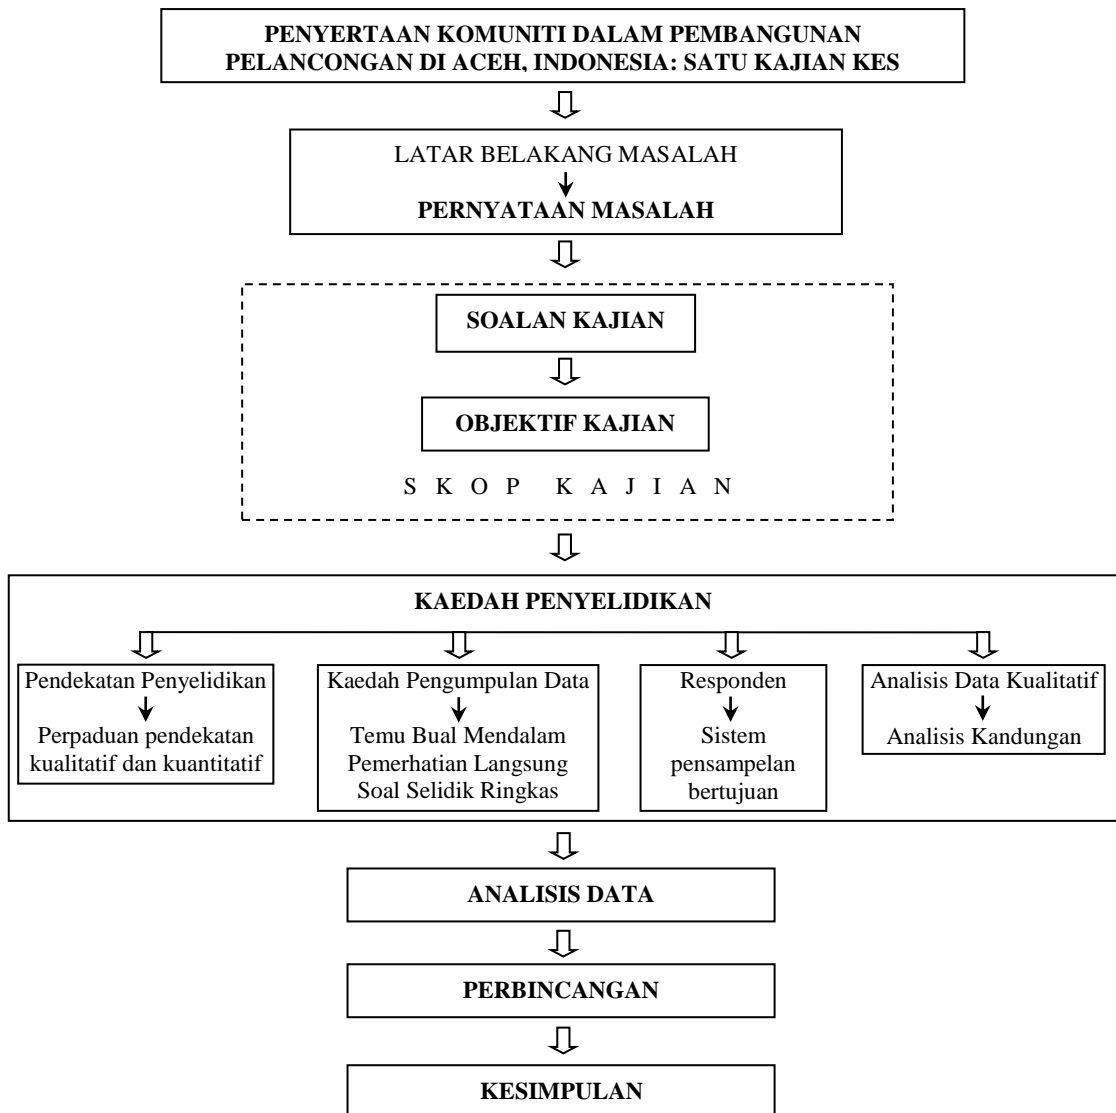 PENYERTAAN KOMUNITI DALAM PEMBANGUNAN
PELANCONGAN DI ACEH, INDONESIA: SATU KAJIAN KES
LATAR BELAKANG MASALAH
PERNYATAAN MASALAH
SOALAN KAJIAN
OBJEKTIF KAJIAN
S K O P K A J I A N
KAEDAH PENYELIDIKAN
Pendekatan Penyelidikan
Perpaduan pendekatan
kualitatif dan kuantitatif
Kaedah Pengumpulan Data
Temu Bual Mendalam
Pemerhatian Langsung
Soal Selidik Ringkas
Responden
Sistem
pensampelan
bertujuan
Analisis Data Kualitatif
Analisis Kandungan
ANALISIS DATA
PERBINCANGAN
KESIMPULAN